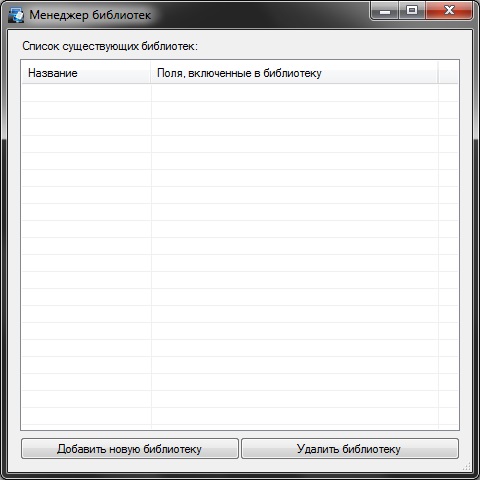 Менеджер библиотек
Список существующих библиотек:
Название Поля, включенные в библиотеку
Добавить новую библиотеку Удалить библиотеку